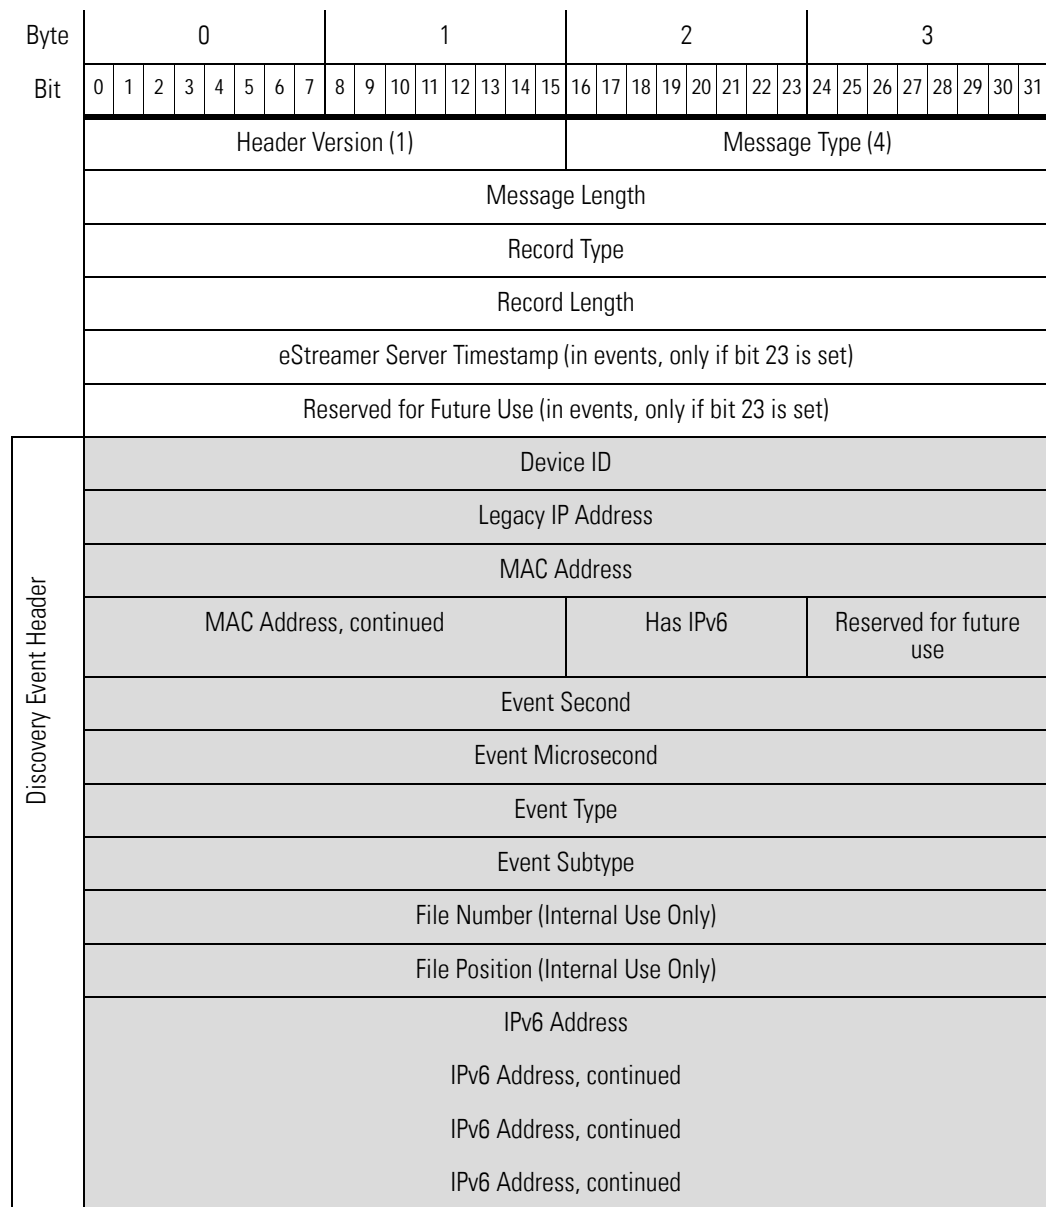 Byte 0 1 2 3
Bit 0 1 2 3 4 5 6 7 8 9 10 11 12 13 14 15 16 17 18 19 20 21 22 23 24 25 26 27 28 29 30 31
Header Version (1) Message Type (4)
Message Length
Record Type
Record Length
eStreamer Server Timestamp (in events, only if bit 23 is set)
Reserved for Future Use (in events, only if bit 23 is set)
Discovery Event Header
Device ID
Legacy IP Address
MAC Address
MAC Address, continued Has IPv6 Reserved for future
use
Event Second
Event Microsecond
Event Type
Event Subtype
File Number (Internal Use Only)
File Position (Internal Use Only)
IPv6 Address
IPv6 Address, continued
IPv6 Address, continued
IPv6 Address, continued